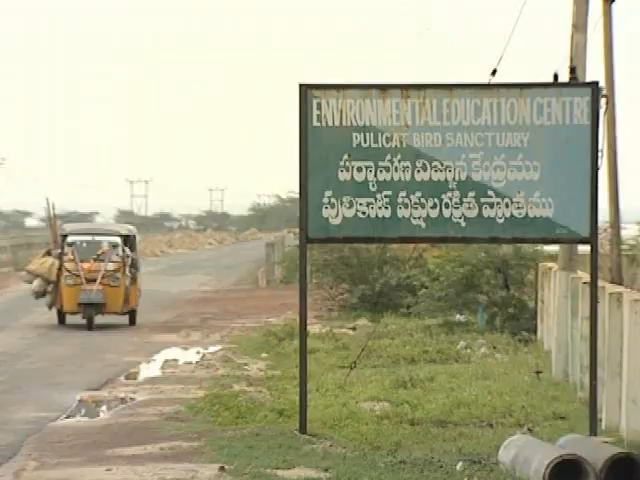 ENVIRONMENTAL EDUCATION CENTRE
PULICAT BIRD SANCTUARY
పర్యావరణ విజ్ఞాన కేంద్రము
పులికాట్ పక్షుల రక్షిత ప్రాంతము